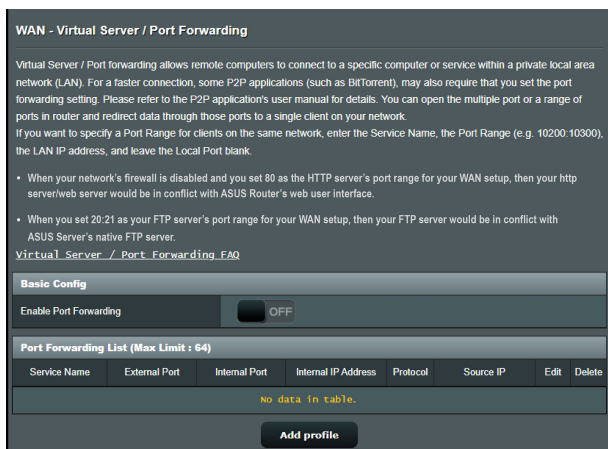 WAN - Virtual Server / Port Forwarding
Virtual Server / Port forwarding allows remote computers to connect to a specific computer or service within a private local area
network (LAN). For a faster connection, some P2P applications (such as BitTorrent), may also require that you set the port
forwarding setting. Please refer to the P2P application's user manual for details. You can open the multiple port or a range of
ports in router and redirect data through those ports to a single client on your network.
If you want to specify a Port Range for clients on the same network, enter the Service Name, the Port Range (e.g. 10200:10300),
the LAN IP address, and leave the Local Port blank.
• When your network's firewall is disabled and you set 80 as the HTTP server's port range for your WAN setup, then your http
server/web server would be in conflict with ASUS Router's web user interface.
• When you set 20:21 as your FTP server's port range for your WAN setup, then your FTP server would be in conflict with
ASUS Server's native FTP server.
Virtual Server / Port Forwarding FAQ
Basic Config
Enable Port Forwarding OFF
Port Forwarding List (Max Limit : 64)
Service Name External Port Internal Port Internal IP Address Protocol Source IP Edit Delete
No data in table.
Add profile